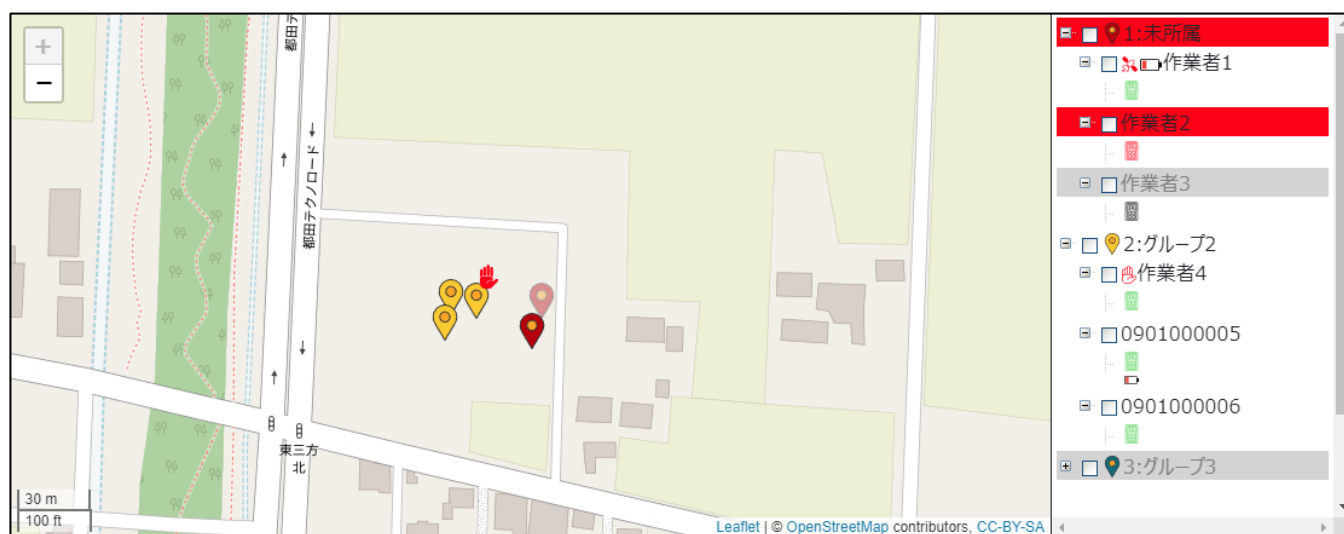 +
−
都田テクノロード
都田テ
東三方
北
30 m
100 ft
Leaflet | © OpenStreetMap contributors, CC-BY-SA
1:未所属
作業者1
作業者2
作業者3
2:グループ2
作業者4
0901000005
0901000006
3:グループ3